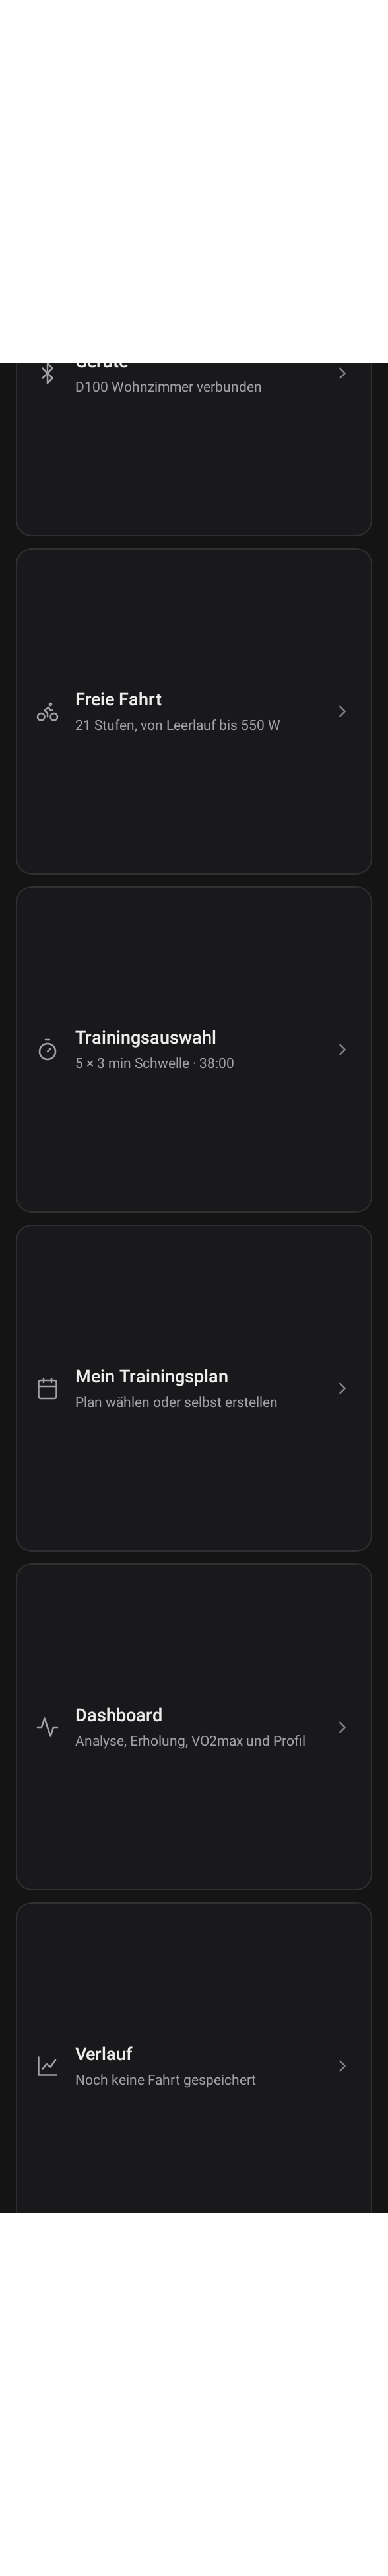 Geräte
D100 Wohnzimmer verbunden
Freie Fahrt
21 Stufen, von Leerlauf bis 550 W
Trainingsauswahl
5 × 3 min Schwelle · 38:00
Mein Trainingsplan
Plan wählen oder selbst erstellen
Dashboard
Analyse, Erholung, VO2max und Profil
Verlauf
Noch keine Fahrt gespeichert